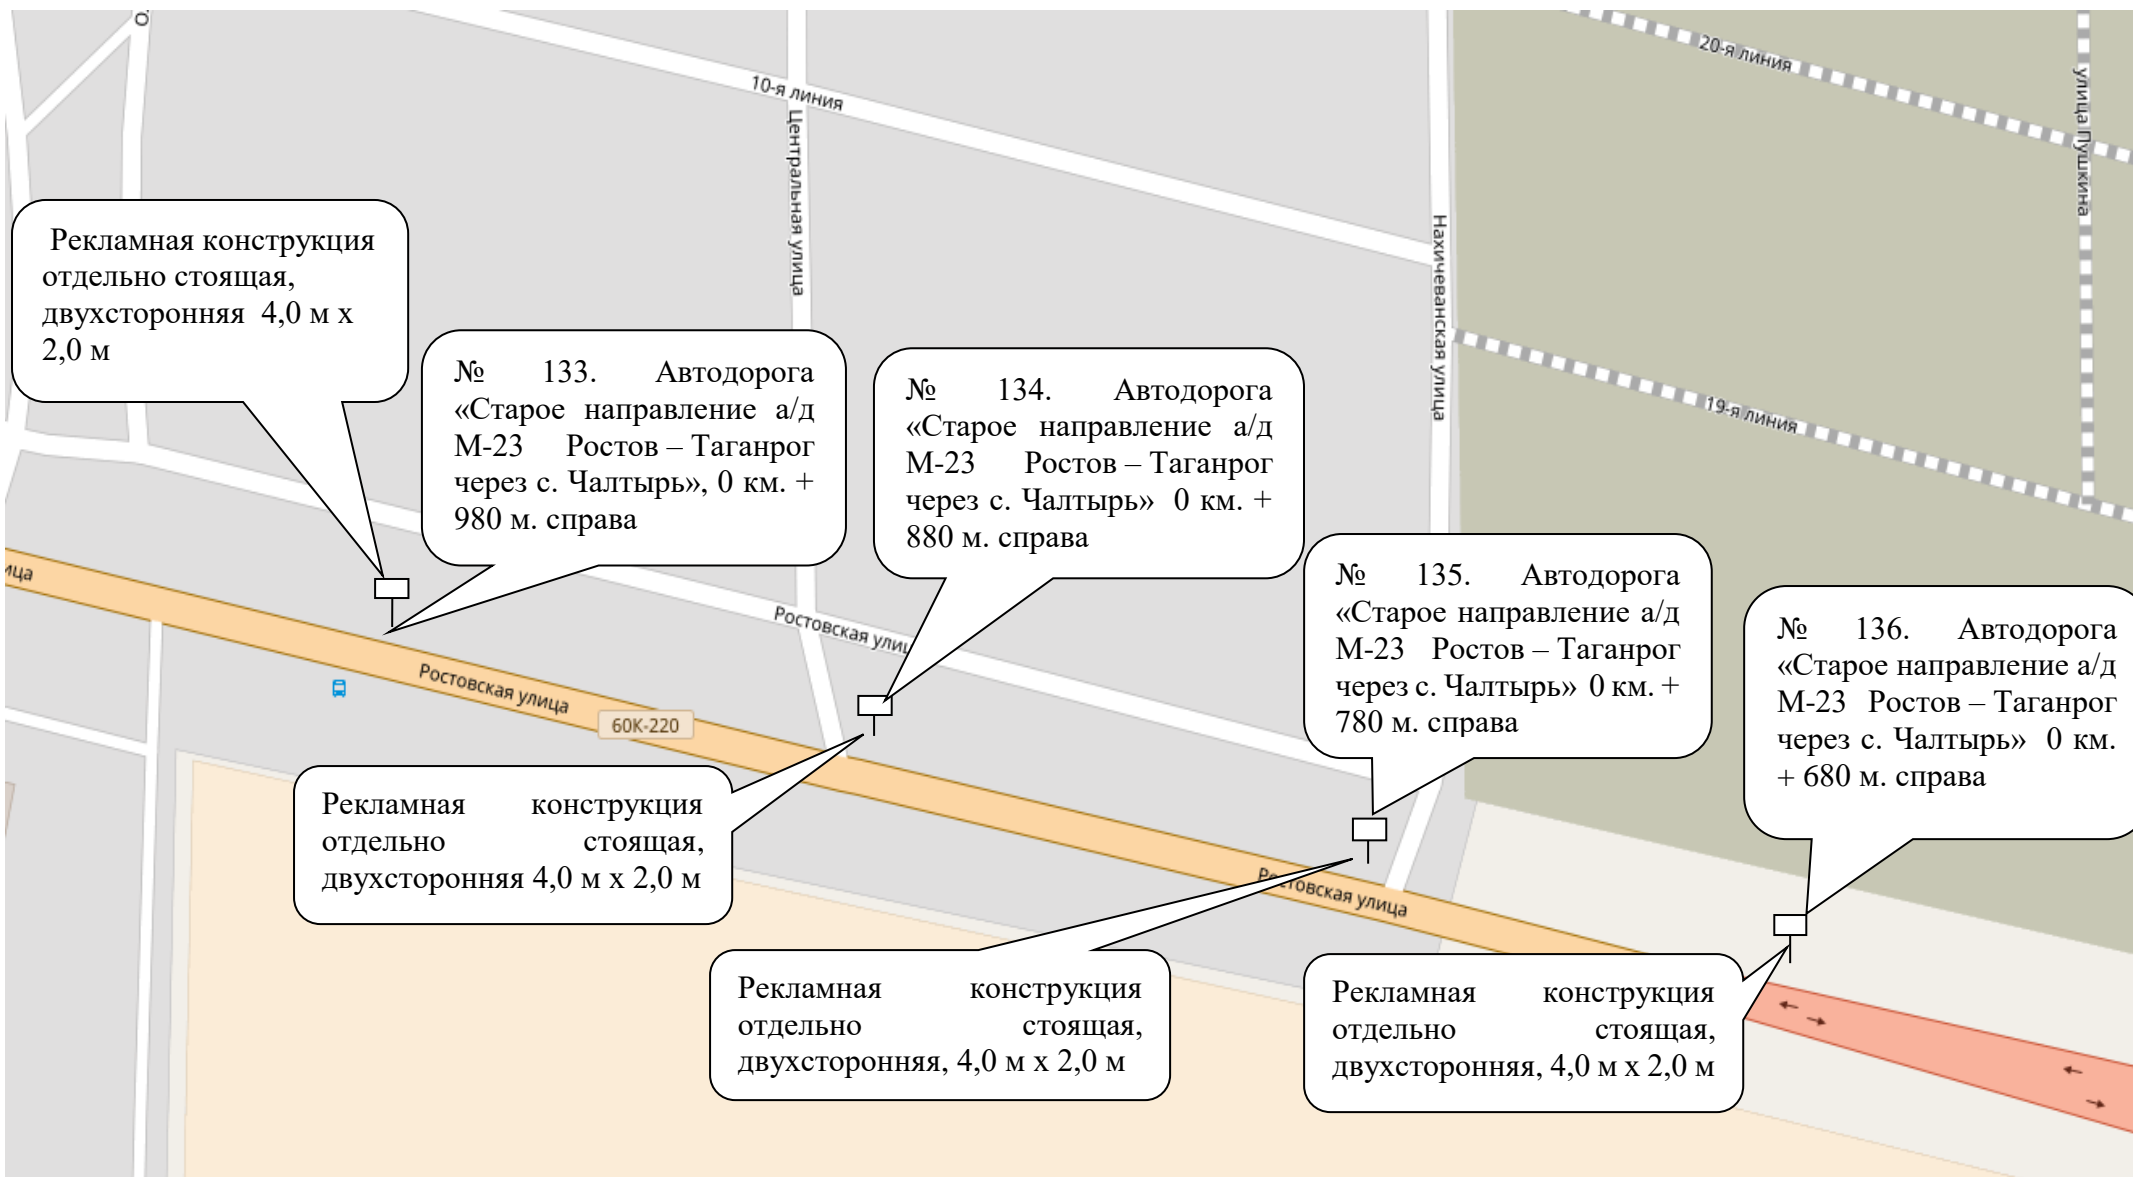 20-я линия
10-я линия
Центральная улица
Нахичеванская улица
улица Пушкина
19-я линия
Рекламная конструкция
отдельно стоящая,
двухсторонняя 4,0 м х
2,0 м
№ 133. Автодорога
«Старое направление а/д
М-23 Ростов – Таганрог
через с. Чалтырь», 0 км. +
980 м. справа
№ 134. Автодорога
«Старое направление а/д
М-23 Ростов – Таганрог
через с. Чалтырь» 0 км. +
880 м. справа
№ 135. Автодорога
«Старое направление а/д
М-23 Ростов – Таганрог
через с. Чалтырь» 0 км. +
780 м. справа
№ 136. Автодорога
«Старое направление а/д
М-23 Ростов – Таганрог
через с. Чалтырь» 0 км.
+ 680 м. справа
Ростовская улиц
Ростовская улица
60К-220
Ростовская улица
Рекламная конструкция
отдельно стоящая,
двухсторонняя 4,0 м х 2,0 м
Рекламная конструкция
отдельно стоящая,
двухсторонняя, 4,0 м х 2,0 м
Рекламная конструкция
отдельно стоящая,
двухсторонняя, 4,0 м х 2,0 м